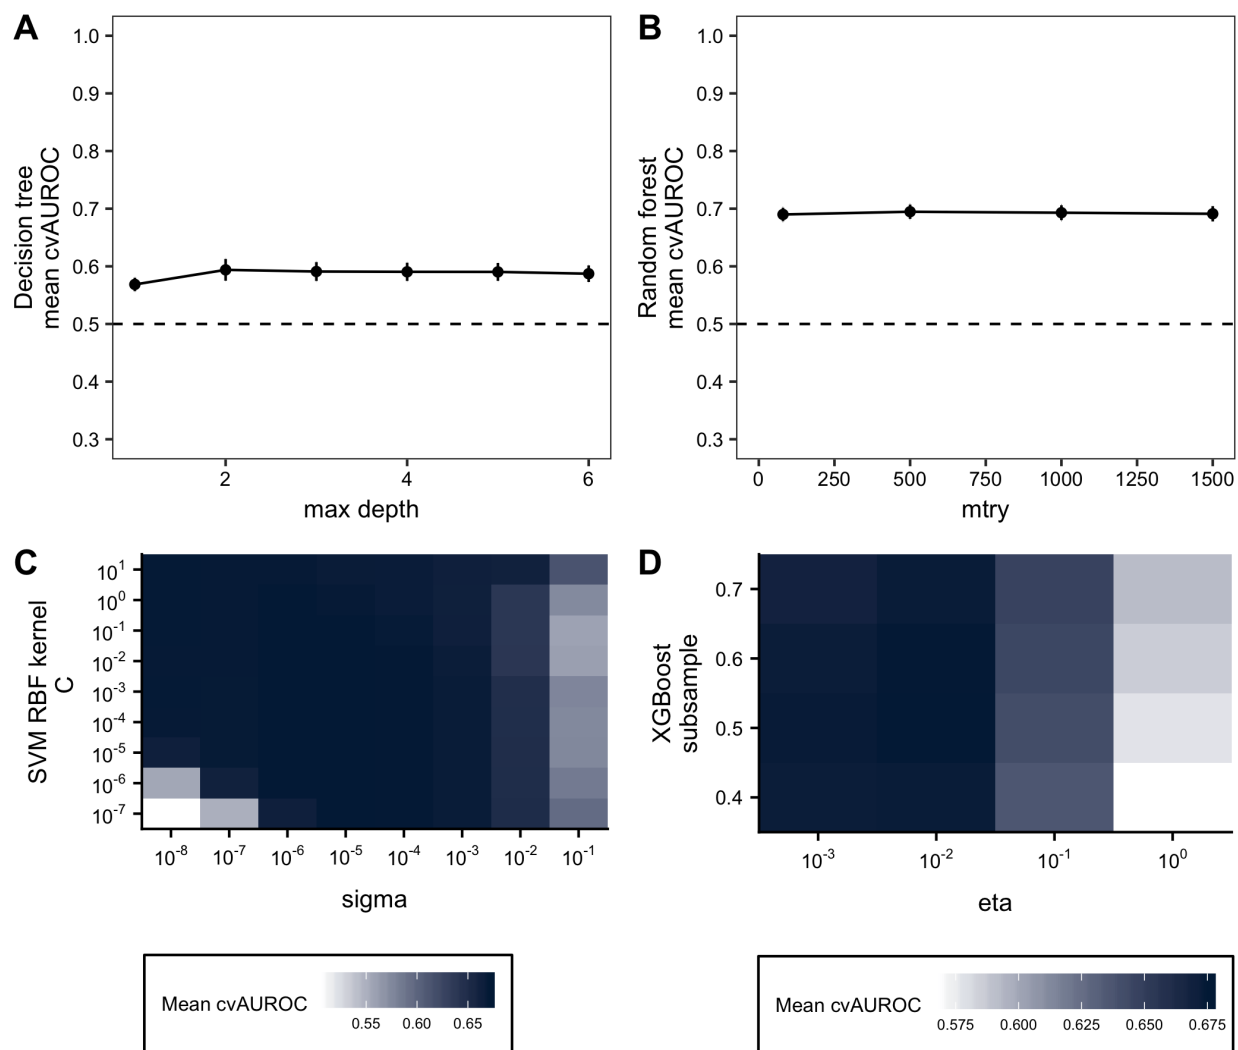 A
1.0
0.9
0.8
0.7
0.6
0.5
0.4
0.3
Decision tree
mean cvAUROC
2 4 6
max depth
B
1.0
0.9
0.8
0.7
0.6
0.5
0.4
0.3
Random forest
mean cvAUROC
0 250 500 750 1000 1250 1500
mtry
C
10¹
10⁰
10⁻¹
10⁻²
10⁻³
10⁻⁴
10⁻⁵
10⁻⁶
10⁻⁷
SVM RBF kernel
C
10⁻⁸ 10⁻⁷ 10⁻⁶ 10⁻⁵ 10⁻⁴ 10⁻³ 10⁻² 10⁻¹
sigma
Mean cvAUROC
0.55 0.60 0.65
D
0.7
0.6
0.5
0.4
XGBoost
subsample
10⁻³ 10⁻² 10⁻¹ 10⁰
eta
Mean cvAUROC
0.575 0.600 0.625 0.650 0.675